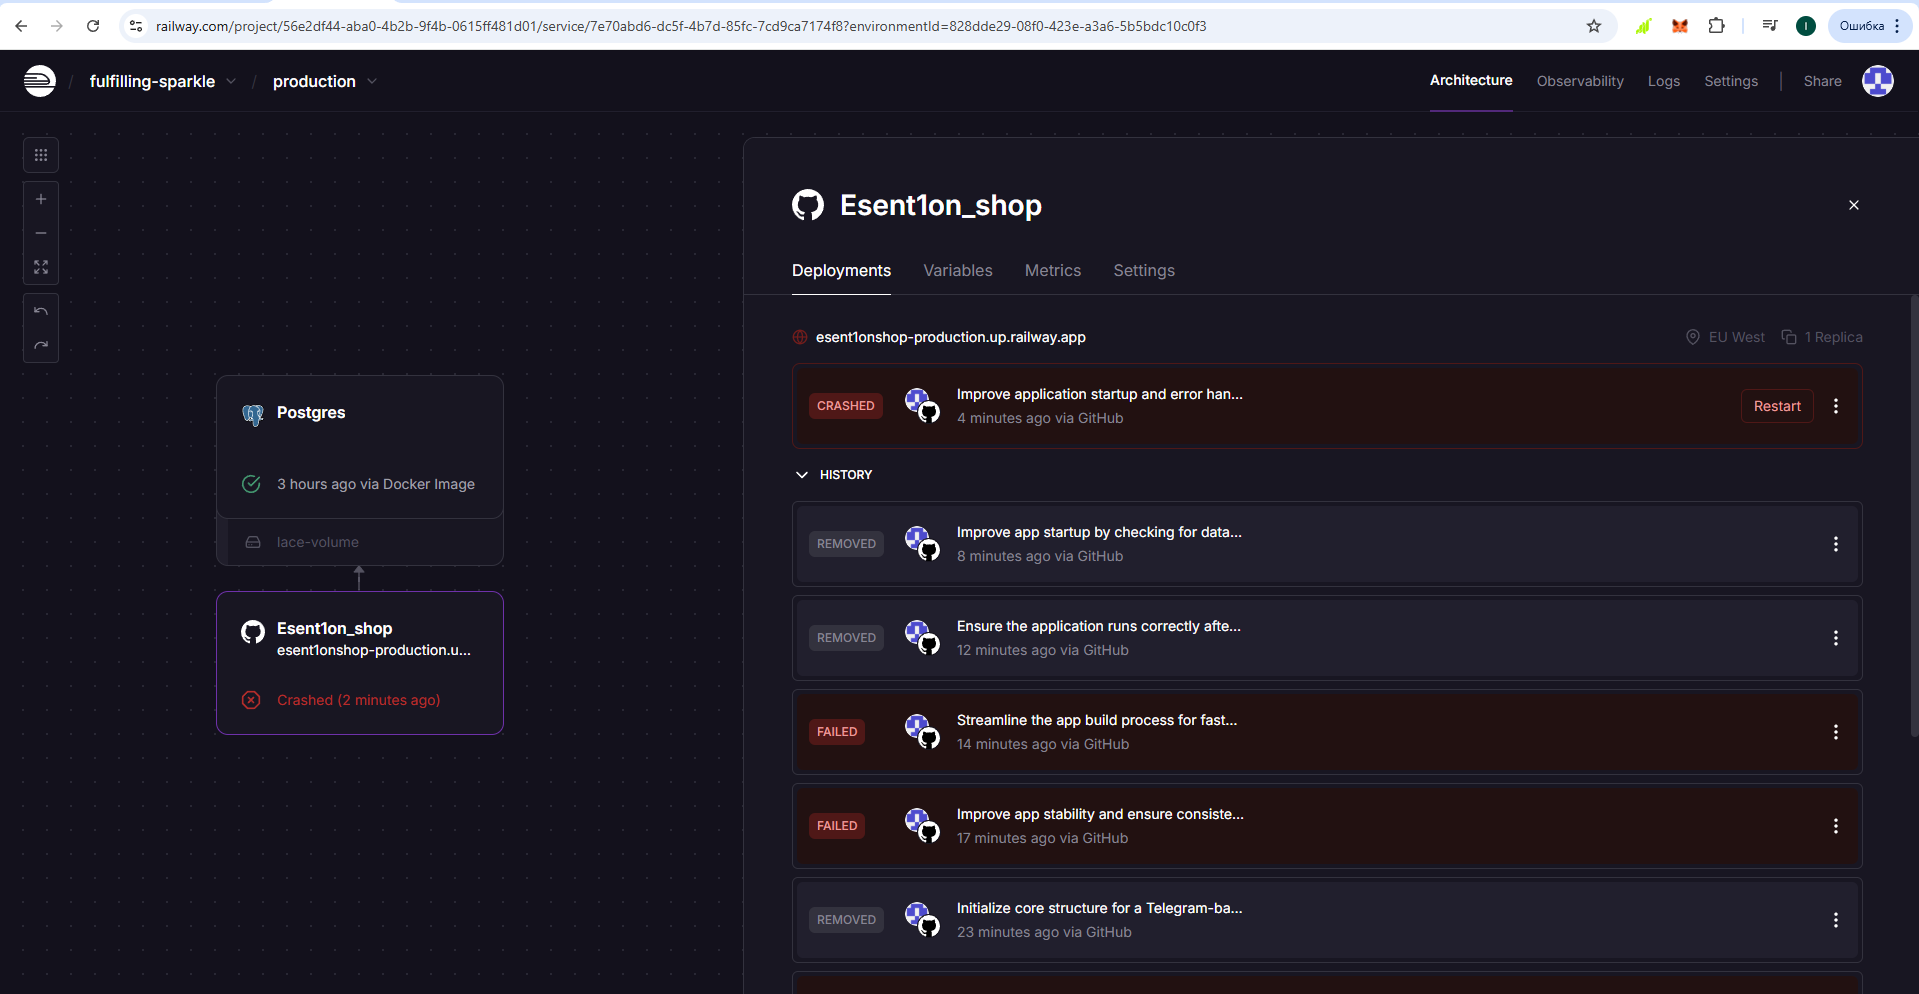 railway.com/project/56e2df44-aba0-4b2b-9f4b-0615ff481d01/service/7e70abd6-dc5f-4b7d-85fc-7cd9ca7174f8?environmentId=828dde29-08f0-423e-a3a6-5b5bdc10c0f3
I
Ошибка
/ fulfilling-sparkle / production
Architecture Observability Logs Settings | Share
Postgres
3 hours ago via Docker Image
lace-volume
Esent1on_shop
esent1onshop-production.u...
Crashed (2 minutes ago)
Esent1on_shop
Deployments Variables Metrics Settings
esent1onshop-production.up.railway.app
EU West 1 Replica
CRASHED
Improve application startup and error han...
4 minutes ago via GitHub
Restart
HISTORY
REMOVED
Improve app startup by checking for data...
8 minutes ago via GitHub
REMOVED
Ensure the application runs correctly afte...
12 minutes ago via GitHub
FAILED
Streamline the app build process for fast...
14 minutes ago via GitHub
FAILED
Improve app stability and ensure consiste...
17 minutes ago via GitHub
REMOVED
Initialize core structure for a Telegram-ba...
23 minutes ago via GitHub